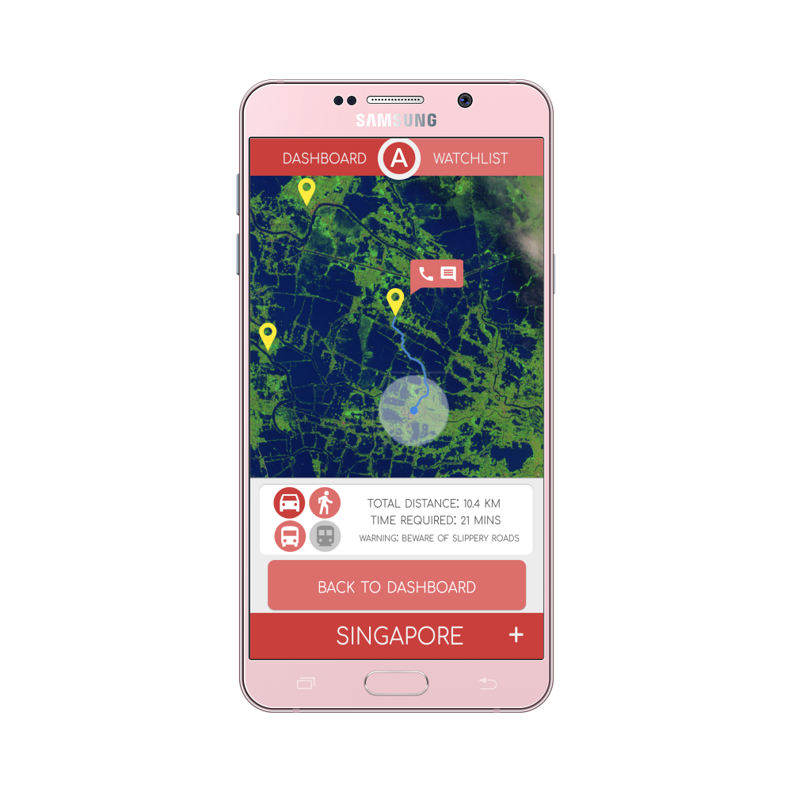 SAMSUNG
DASHBOARD A WATCHLIST
TOTAL DISTANCE: 10.4 KM
TIME REQUIRED: 21 MINS
WARNING: BEWARE OF SLIPPERY ROADS
BACK TO DASHBOARD
SINGAPORE +